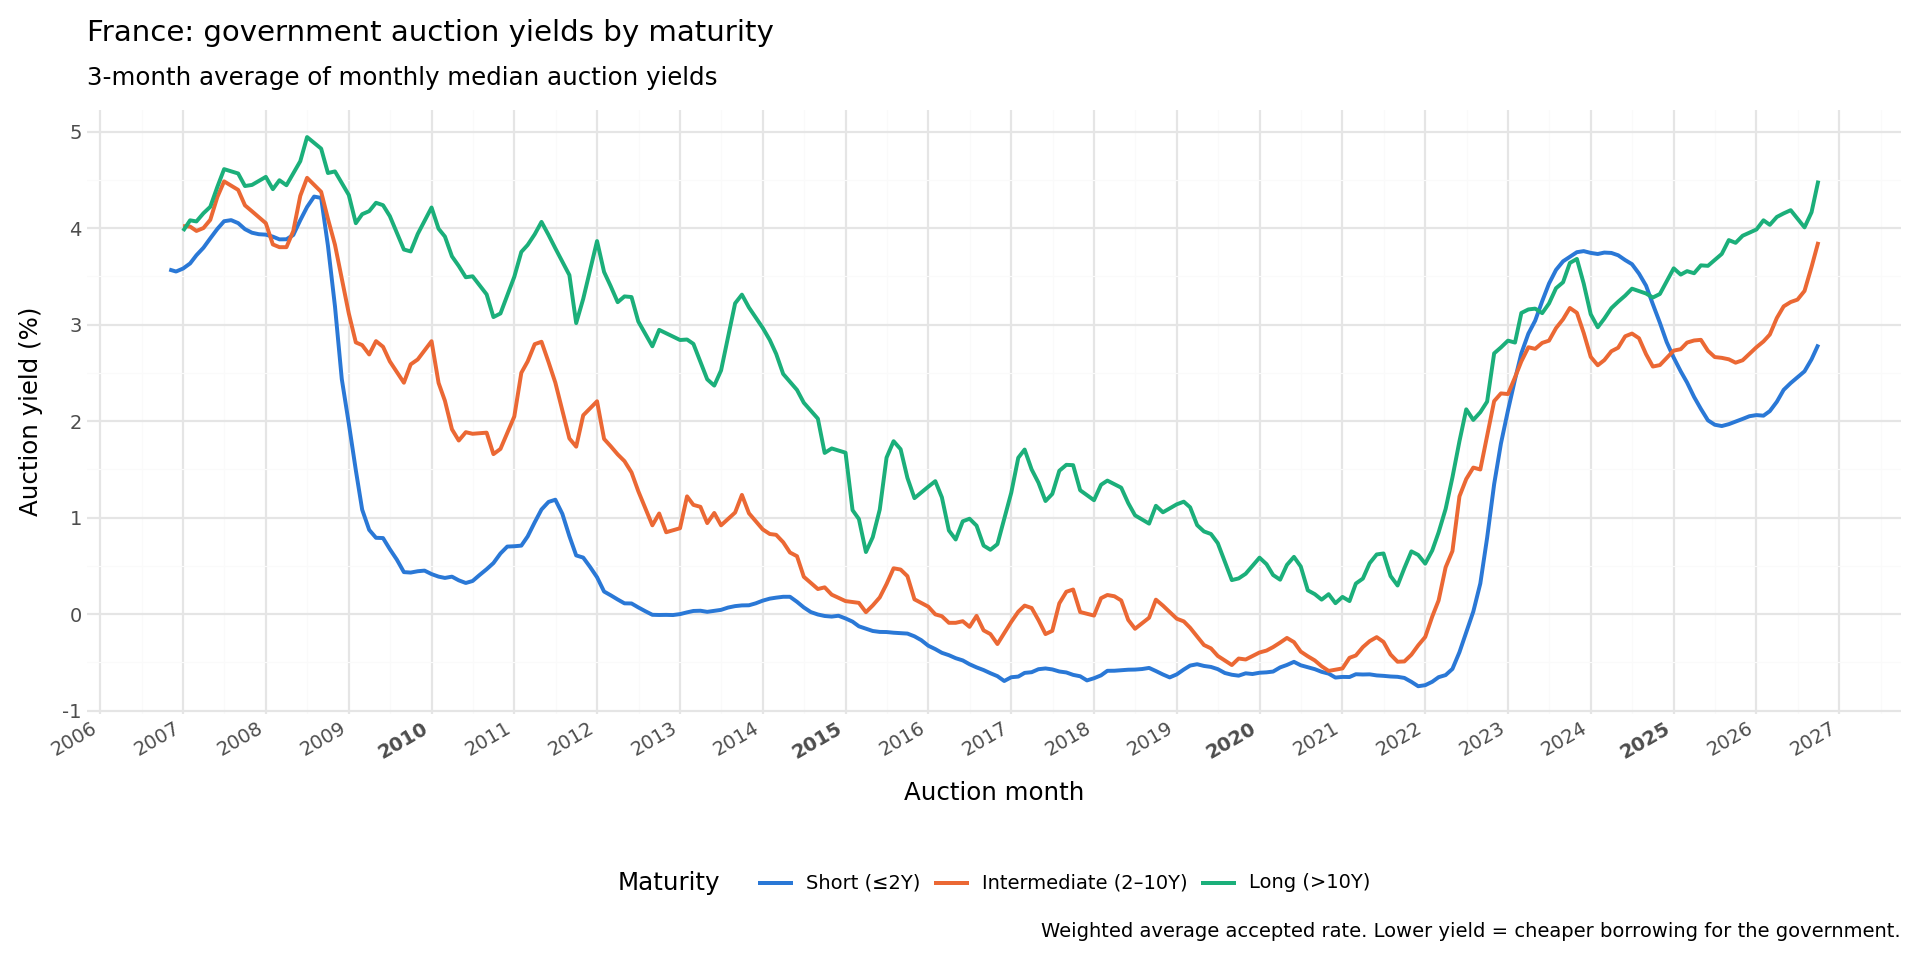 France: government auction yields by maturity
3-month average of monthly median auction yields
Auction yield (%)
5
4
3
2
1
0
-1
2006 2007 2008 2009 2010 2011 2012 2013 2014 2015 2016 2017 2018 2019 2020 2021 2022 2023 2024 2025 2026 2027
Auction month
Maturity Short (≤2Y) Intermediate (2–10Y) Long (>10Y)
Weighted average accepted rate. Lower yield = cheaper borrowing for the government.